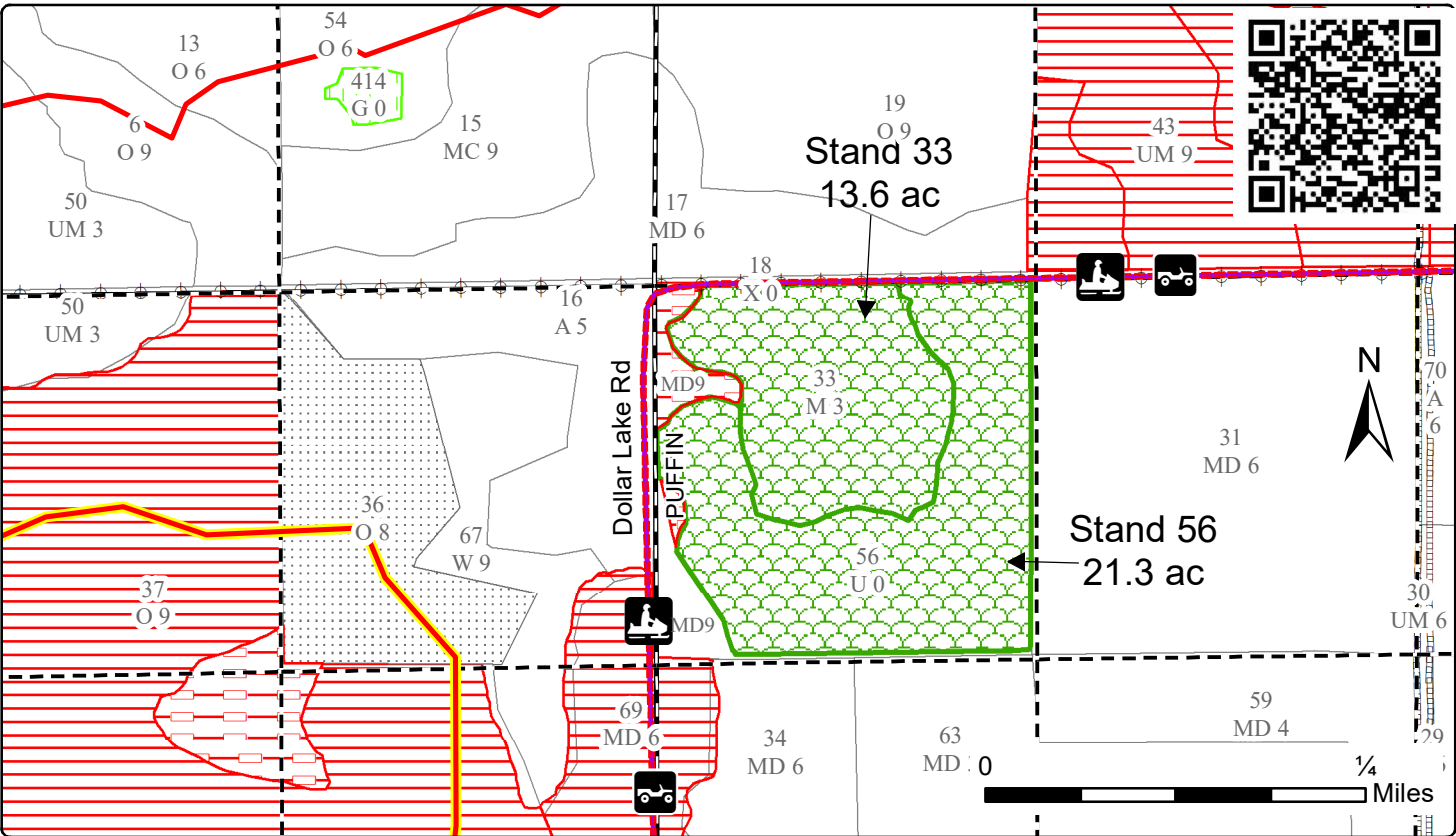 54
O 6
13
O 6
414
G 0
6
O 9
15
MC 9
19
O 9
43
UM 9
Stand 33
13.6 ac
50
UM 3
17
MD 6
18
X 0
16
A 5
50
UM 3
Dollar Lake Rd
PUFFIN
MD9
33
M 3
N
70
A
6
31
MD 6
36
O 8
67
W 9
Stand 56
21.3 ac
56
U 0
37
O 9
MD9
30
UM 6
69
MD 6
34
MD 6
63
MD
59
MD 4
29
0
¼
Miles